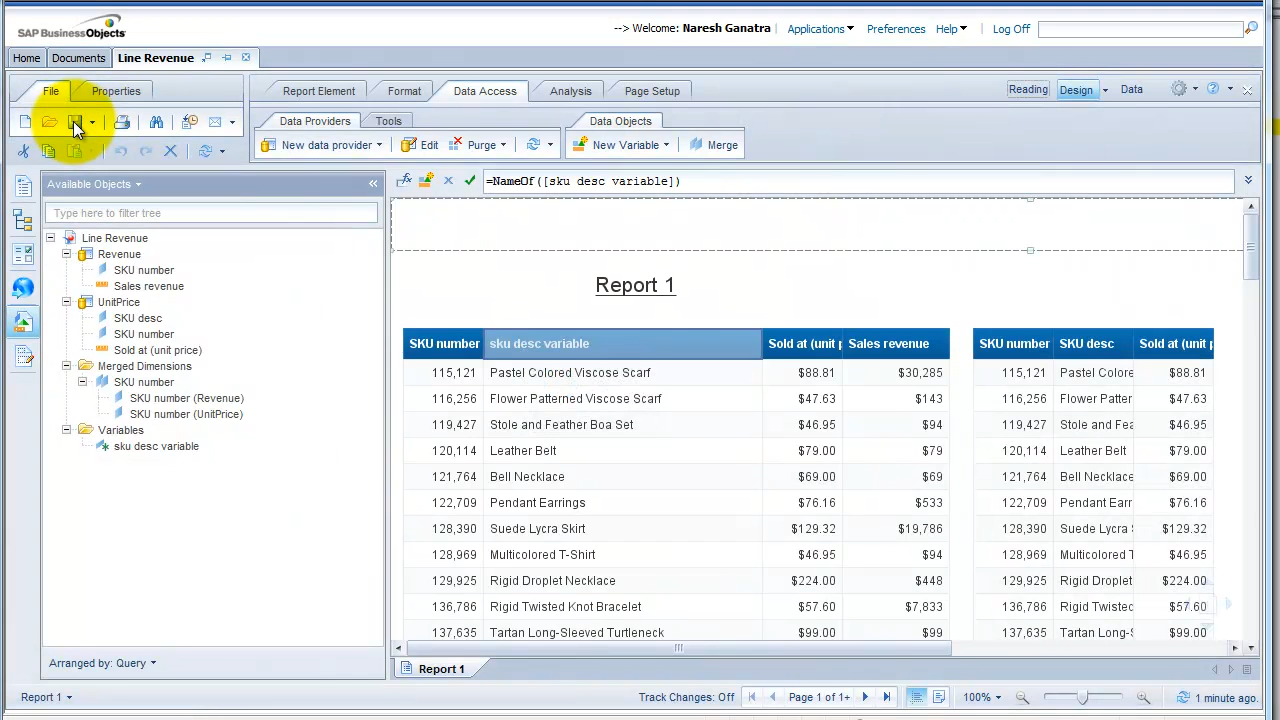 SAP BusinessObjects
--> Welcome: Naresh Ganatra Applications Preferences Help Log Off
Home Documents Line Revenue
File Properties Report Element Format Data Access Analysis Page Setup Reading Design Data
Data Providers Tools Data Objects
New data provider Edit Purge New Variable Merge
Available Objects
=NameOf([sku desc variable])
Type here to filter tree
Line Revenue
Revenue
SKU number
Sales revenue
UnitPrice
SKU desc
SKU number
Sold at (unit price)
Merged Dimensions
SKU number
SKU number (Revenue)
SKU number (UnitPrice)
Variables
sku desc variable
Arranged by: Query
Report 1
SKU number sku desc variable Sold at (unit p Sales revenue SKU number SKU desc Sold at (unit p
115,121 Pastel Colored Viscose Scarf $88.81 $30,285 115,121 Pastel Colore $88.81
116,256 Flower Patterned Viscose Scarf $47.63 $143 116,256 Flower Patter $47.63
119,427 Stole and Feather Boa Set $46.95 $94 119,427 Stole and Fea $46.95
120,114 Leather Belt $79.00 $79 120,114 Leather Belt $79.00
121,764 Bell Necklace $69.00 $69 121,764 Bell Necklace $69.00
122,709 Pendant Earrings $76.16 $533 122,709 Pendant Earr $76.16
128,390 Suede Lycra Skirt $129.32 $19,786 128,390 Suede Lycra $129.32
128,969 Multicolored T-Shirt $46.95 $94 128,969 Multicolored T $46.95
129,925 Rigid Droplet Necklace $224.00 $448 129,925 Rigid Droplet $224.00
136,786 Rigid Twisted Knot Bracelet $57.60 $7,833 136,786 Rigid Twisted $57.60
137,635 Tartan Long-Sleeved Turtleneck $99.00 $99 137,635 Tartan Long- $99.00
Report 1
Report 1 Track Changes: Off Page 1 of 1+ 100% 1 minute ago